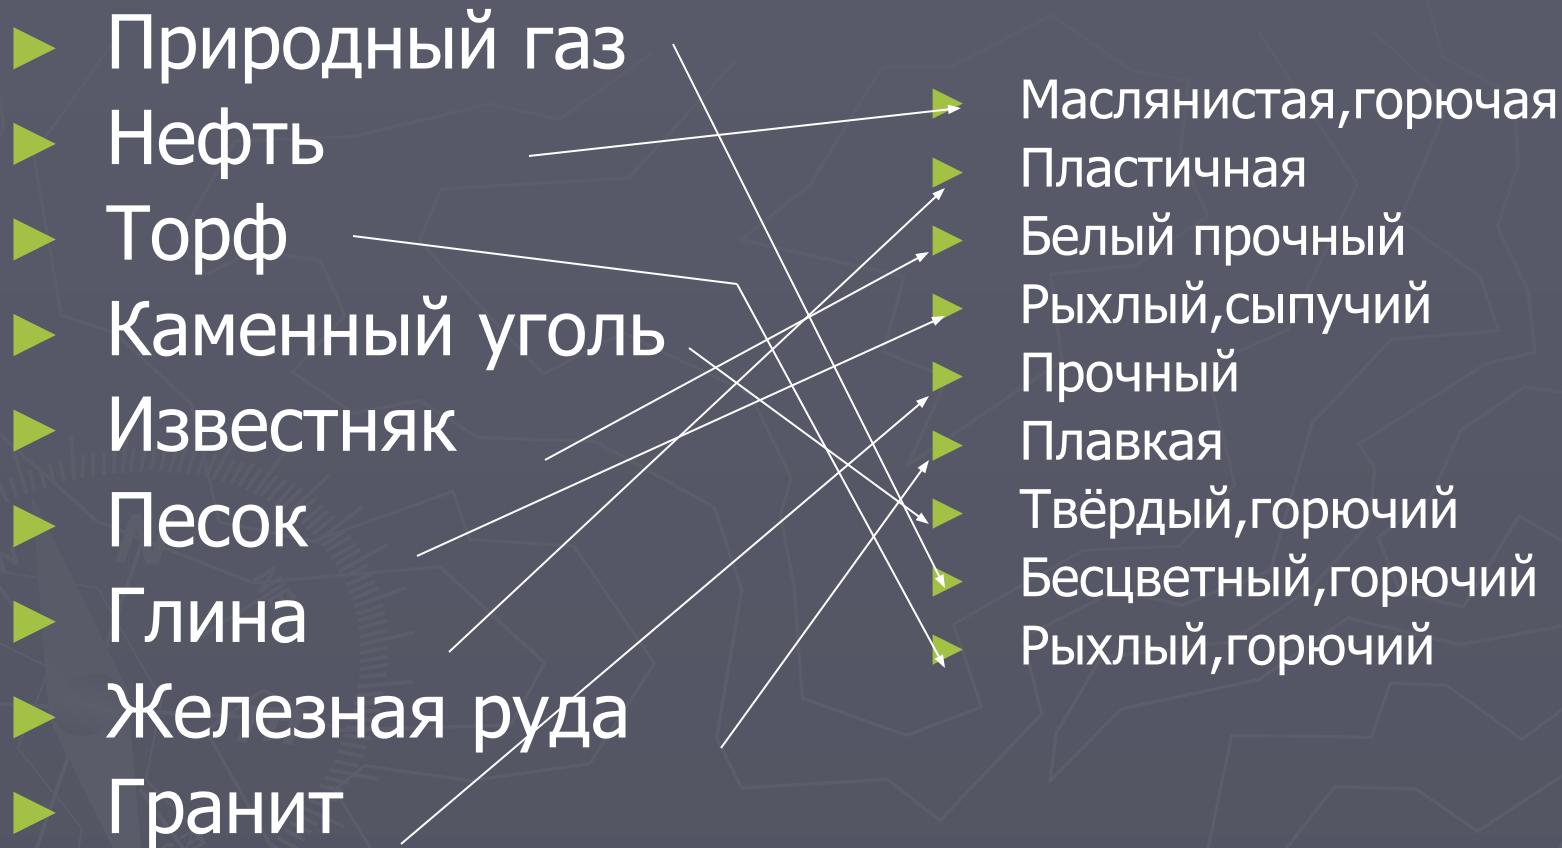 Природный газ
Нефть
Торф
Каменный уголь
Известняк
Песок
Глина
Железная руда
Гранит
Маслянистая,горючая
Пластичная
Белый прочный
Рыхлый,сыпучий
Прочный
Плавкая
Твёрдый,горючий
Бесцветный,горючий
Рыхлый,горючий